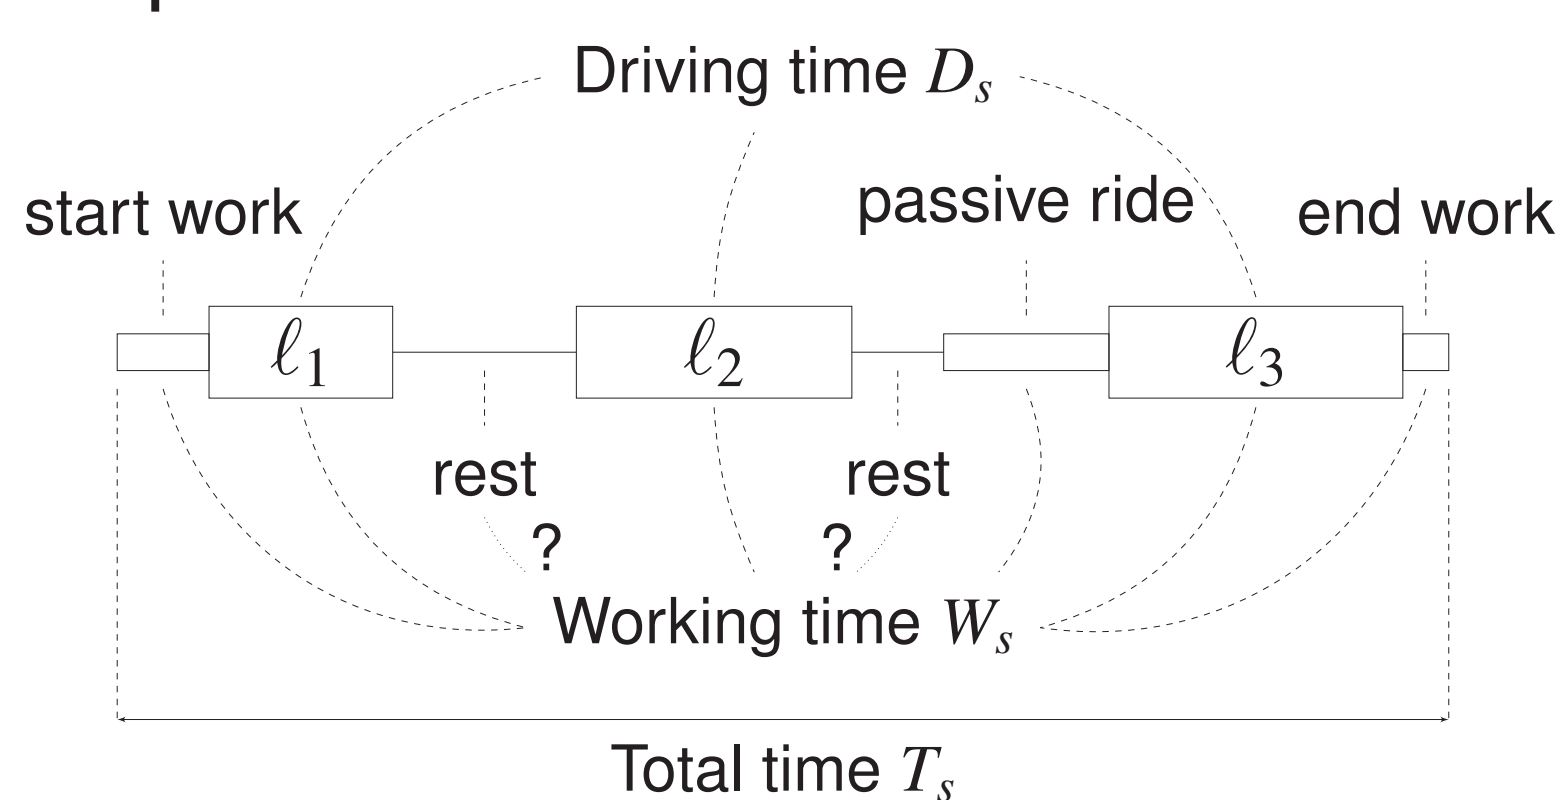 Driving time Dₛ
start work
passive ride
end work
ℓ₁
ℓ₂
ℓ₃
rest
rest
?
?
Working time Wₛ
Total time Tₛ